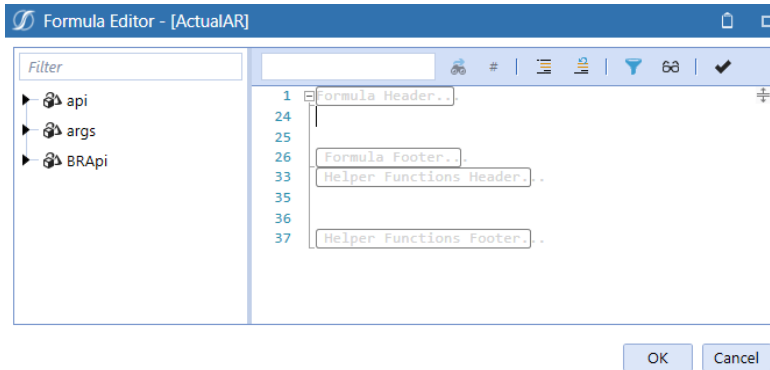 Formula Editor - [ActualAR]
Filter
#
api
args
BRApi
1 Formula Header...
24
25
26 Formula Footer...
33 Helper Functions Header...
35
36
37 Helper Functions Footer...
OK Cancel